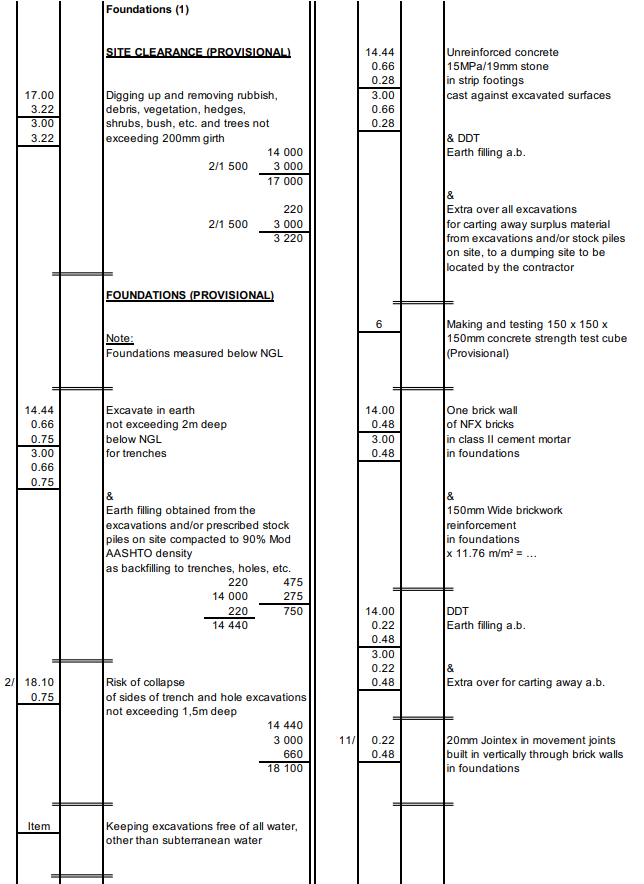 Foundations (1)
SITE CLEARANCE (PROVISIONAL)
17.00 Digging up and removing rubbish,
3.22 debris, vegetation, hedges,
3.00 shrubs, bush, etc. and trees not
3.22 exceeding 200mm girth
14 000
2/1 500 3 000
17 000
220
2/1 500 3 000
3 220
FOUNDATIONS (PROVISIONAL)
Note:
Foundations measured below NGL
14.44 Excavate in earth
0.66 not exceeding 2m deep
0.75 below NGL
3.00 for trenches
0.66
0.75
&
Earth filling obtained from the
excavations and/or prescribed stock
piles on site compacted to 90% Mod
AASHTO density
as backfilling to trenches, holes, etc.
220 475
14 000 275
220 750
14 440
2/ 18.10 Risk of collapse
0.75 of sides of trench and hole excavations
not exceeding 1,5m deep
14 440
3 000
660
18 100
Item Keeping excavations free of all water,
other than subterranean water
14.44 Unreinforced concrete
0.66 15MPa/19mm stone
0.28 in strip footings
3.00 cast against excavated surfaces
0.66
0.28
& DDT
Earth filling a.b.
&
Extra over all excavations
for carting away surplus material
from excavations and/or stock piles
on site, to a dumping site to be
located by the contractor
6 Making and testing 150 x 150 x
150mm concrete strength test cube
(Provisional)
14.00 One brick wall
0.48 of NFX bricks
3.00 in class II cement mortar
0.48 in foundations
&
150mm Wide brickwork
reinforcement
in foundations
x 11.76 m/m² = ...
14.00 DDT
0.22 Earth filling a.b.
0.48
3.00
0.22 &
0.48 Extra over for carting away a.b.
11/ 0.22 20mm Jointex in movement joints
0.48 built in vertically through brick walls
in foundations